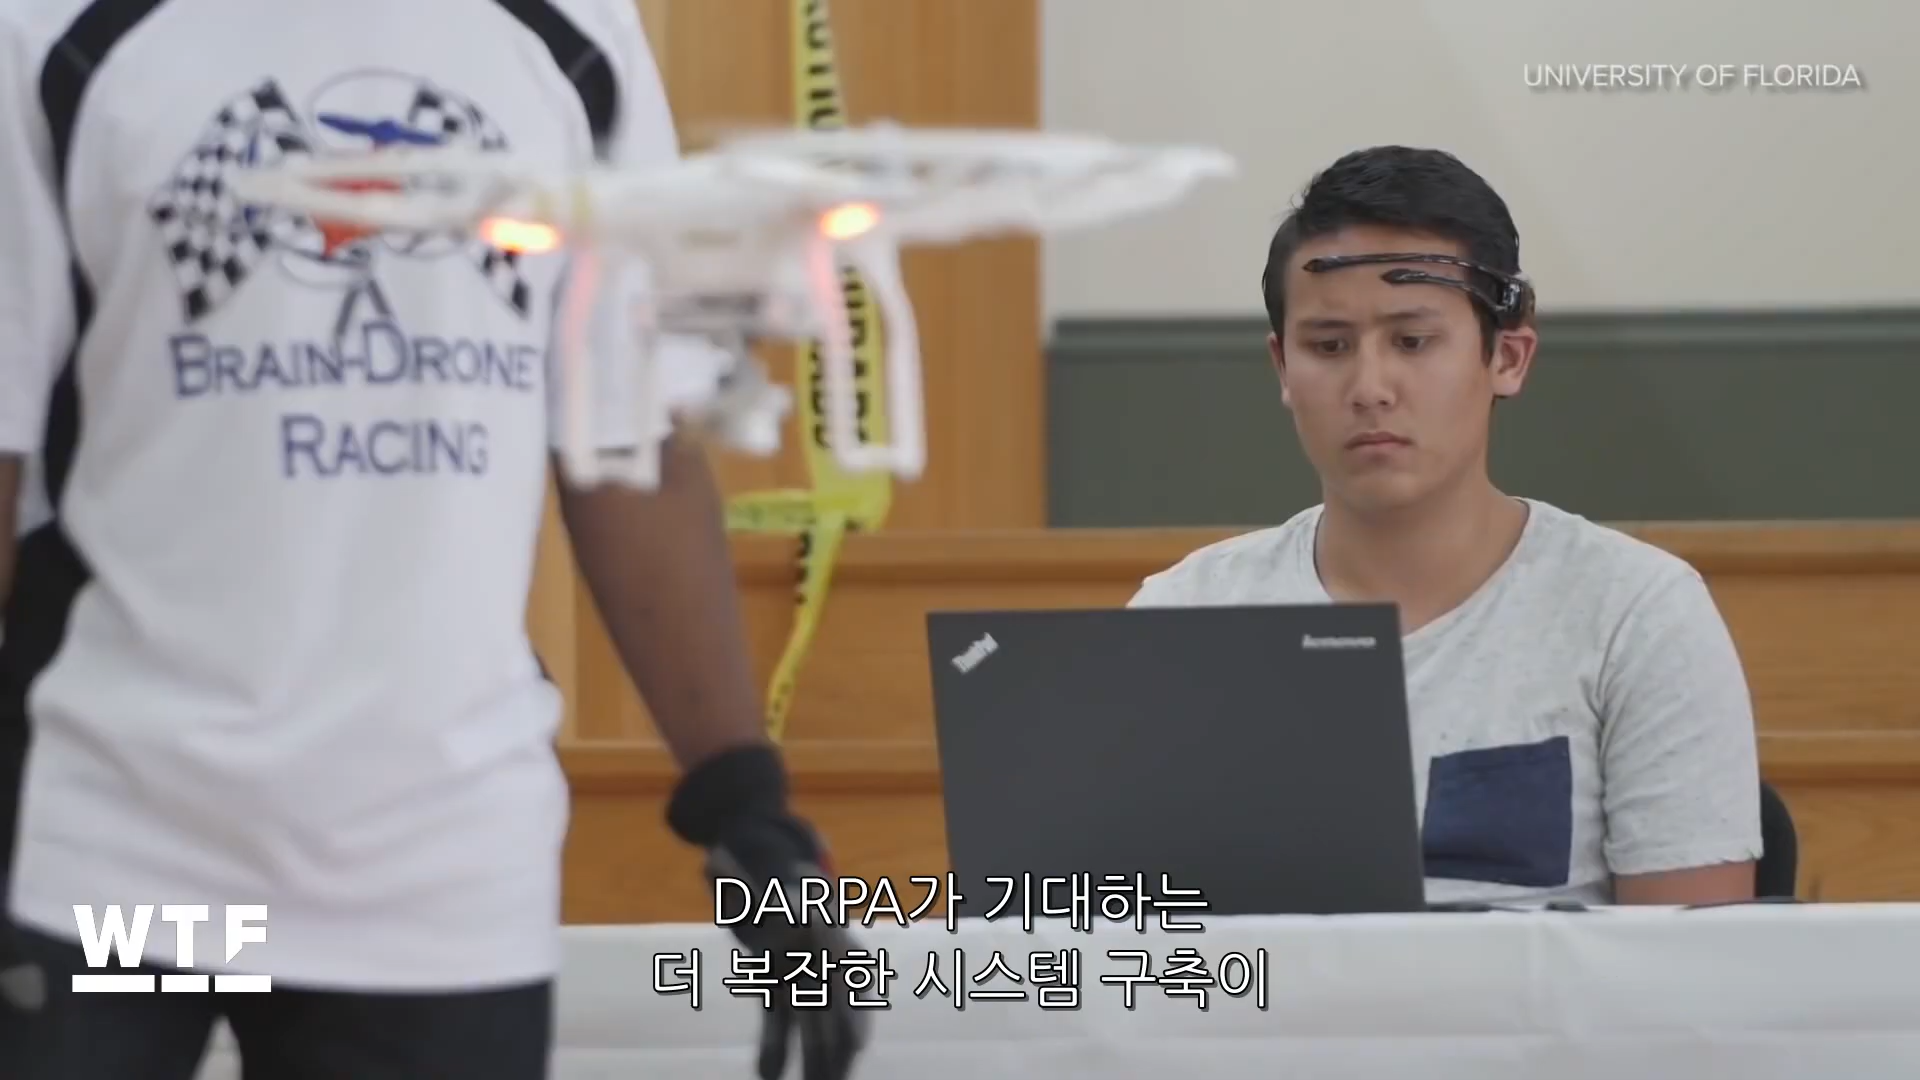 UNIVERSITY OF FLORIDA
BRAIN-DRONE
RACING
ThinkPad
lenovo
WTF
DARPA가 기대하는
더 복잡한 시스템 구축이